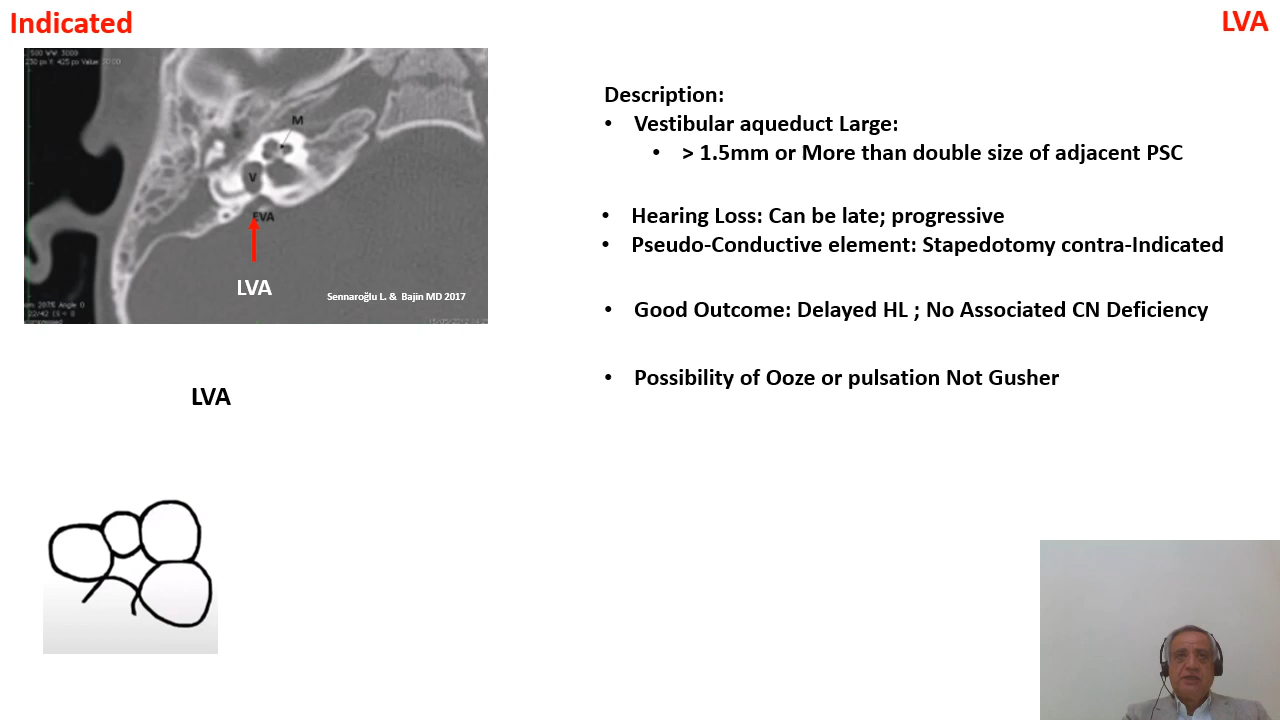 Indicated
LVA
M
V
EVA
LVA
Sennaroğlu L. & Bajin MD 2017
LVA
Description:
• Vestibular aqueduct Large:
• > 1.5mm or More than double size of adjacent PSC
• Hearing Loss: Can be late; progressive
• Pseudo-Conductive element: Stapedotomy contra-Indicated
• Good Outcome: Delayed HL ; No Associated CN Deficiency
• Possibility of Ooze or pulsation Not Gusher